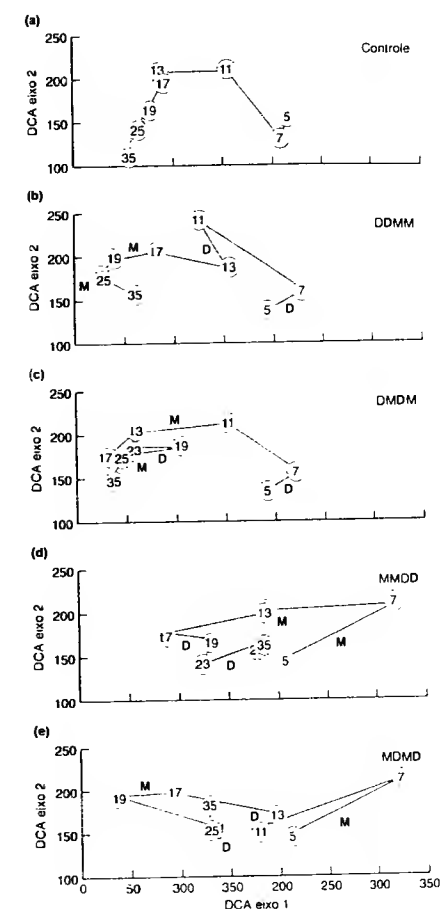 (a)
Controle
DCA eixo 2
250
200
150
100
13
11
17
19
5
25
7
35
(b)
DDMM
DCA eixo 2
250
200
150
100
11
M
19
17
D
13
M
25
35
7
5
D
(c)
DMDM
DCA eixo 2
250
200
150
100
13
M
11
17
25
23
19
D
M
35
7
5
D
(d)
MMDD
DCA eixo 2
250
200
150
100
7
13
M
17
D
19
35
M
23
D
5
(e)
MDMD
DCA eixo 2
250
200
150
100
M
19
17
35
7
D
13
25
11
5
M
D
0 50 300 350 200 250 300 350
DCA eixo 1